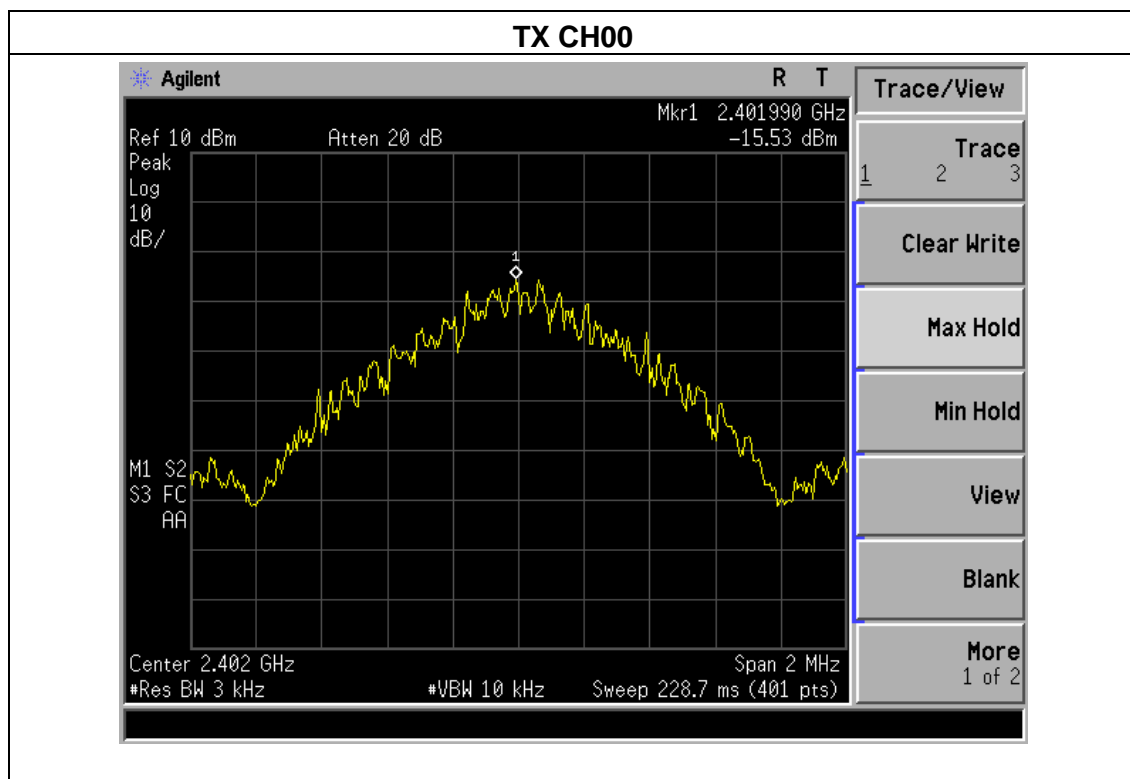 TX CH00
Agilent
R T
Mkr1 2.401990 GHz
Ref 10 dBm Atten 20 dB -15.53 dBm
Peak
Log
10
dB/
1
M1 S2
S3 FC
AA
Center 2.402 GHz Span 2 MHz
#Res BW 3 kHz #VBW 10 kHz Sweep 228.7 ms (401 pts)
Trace/View
Trace
1 2 3
Clear Write
Max Hold
Min Hold
View
Blank
More
1 of 2